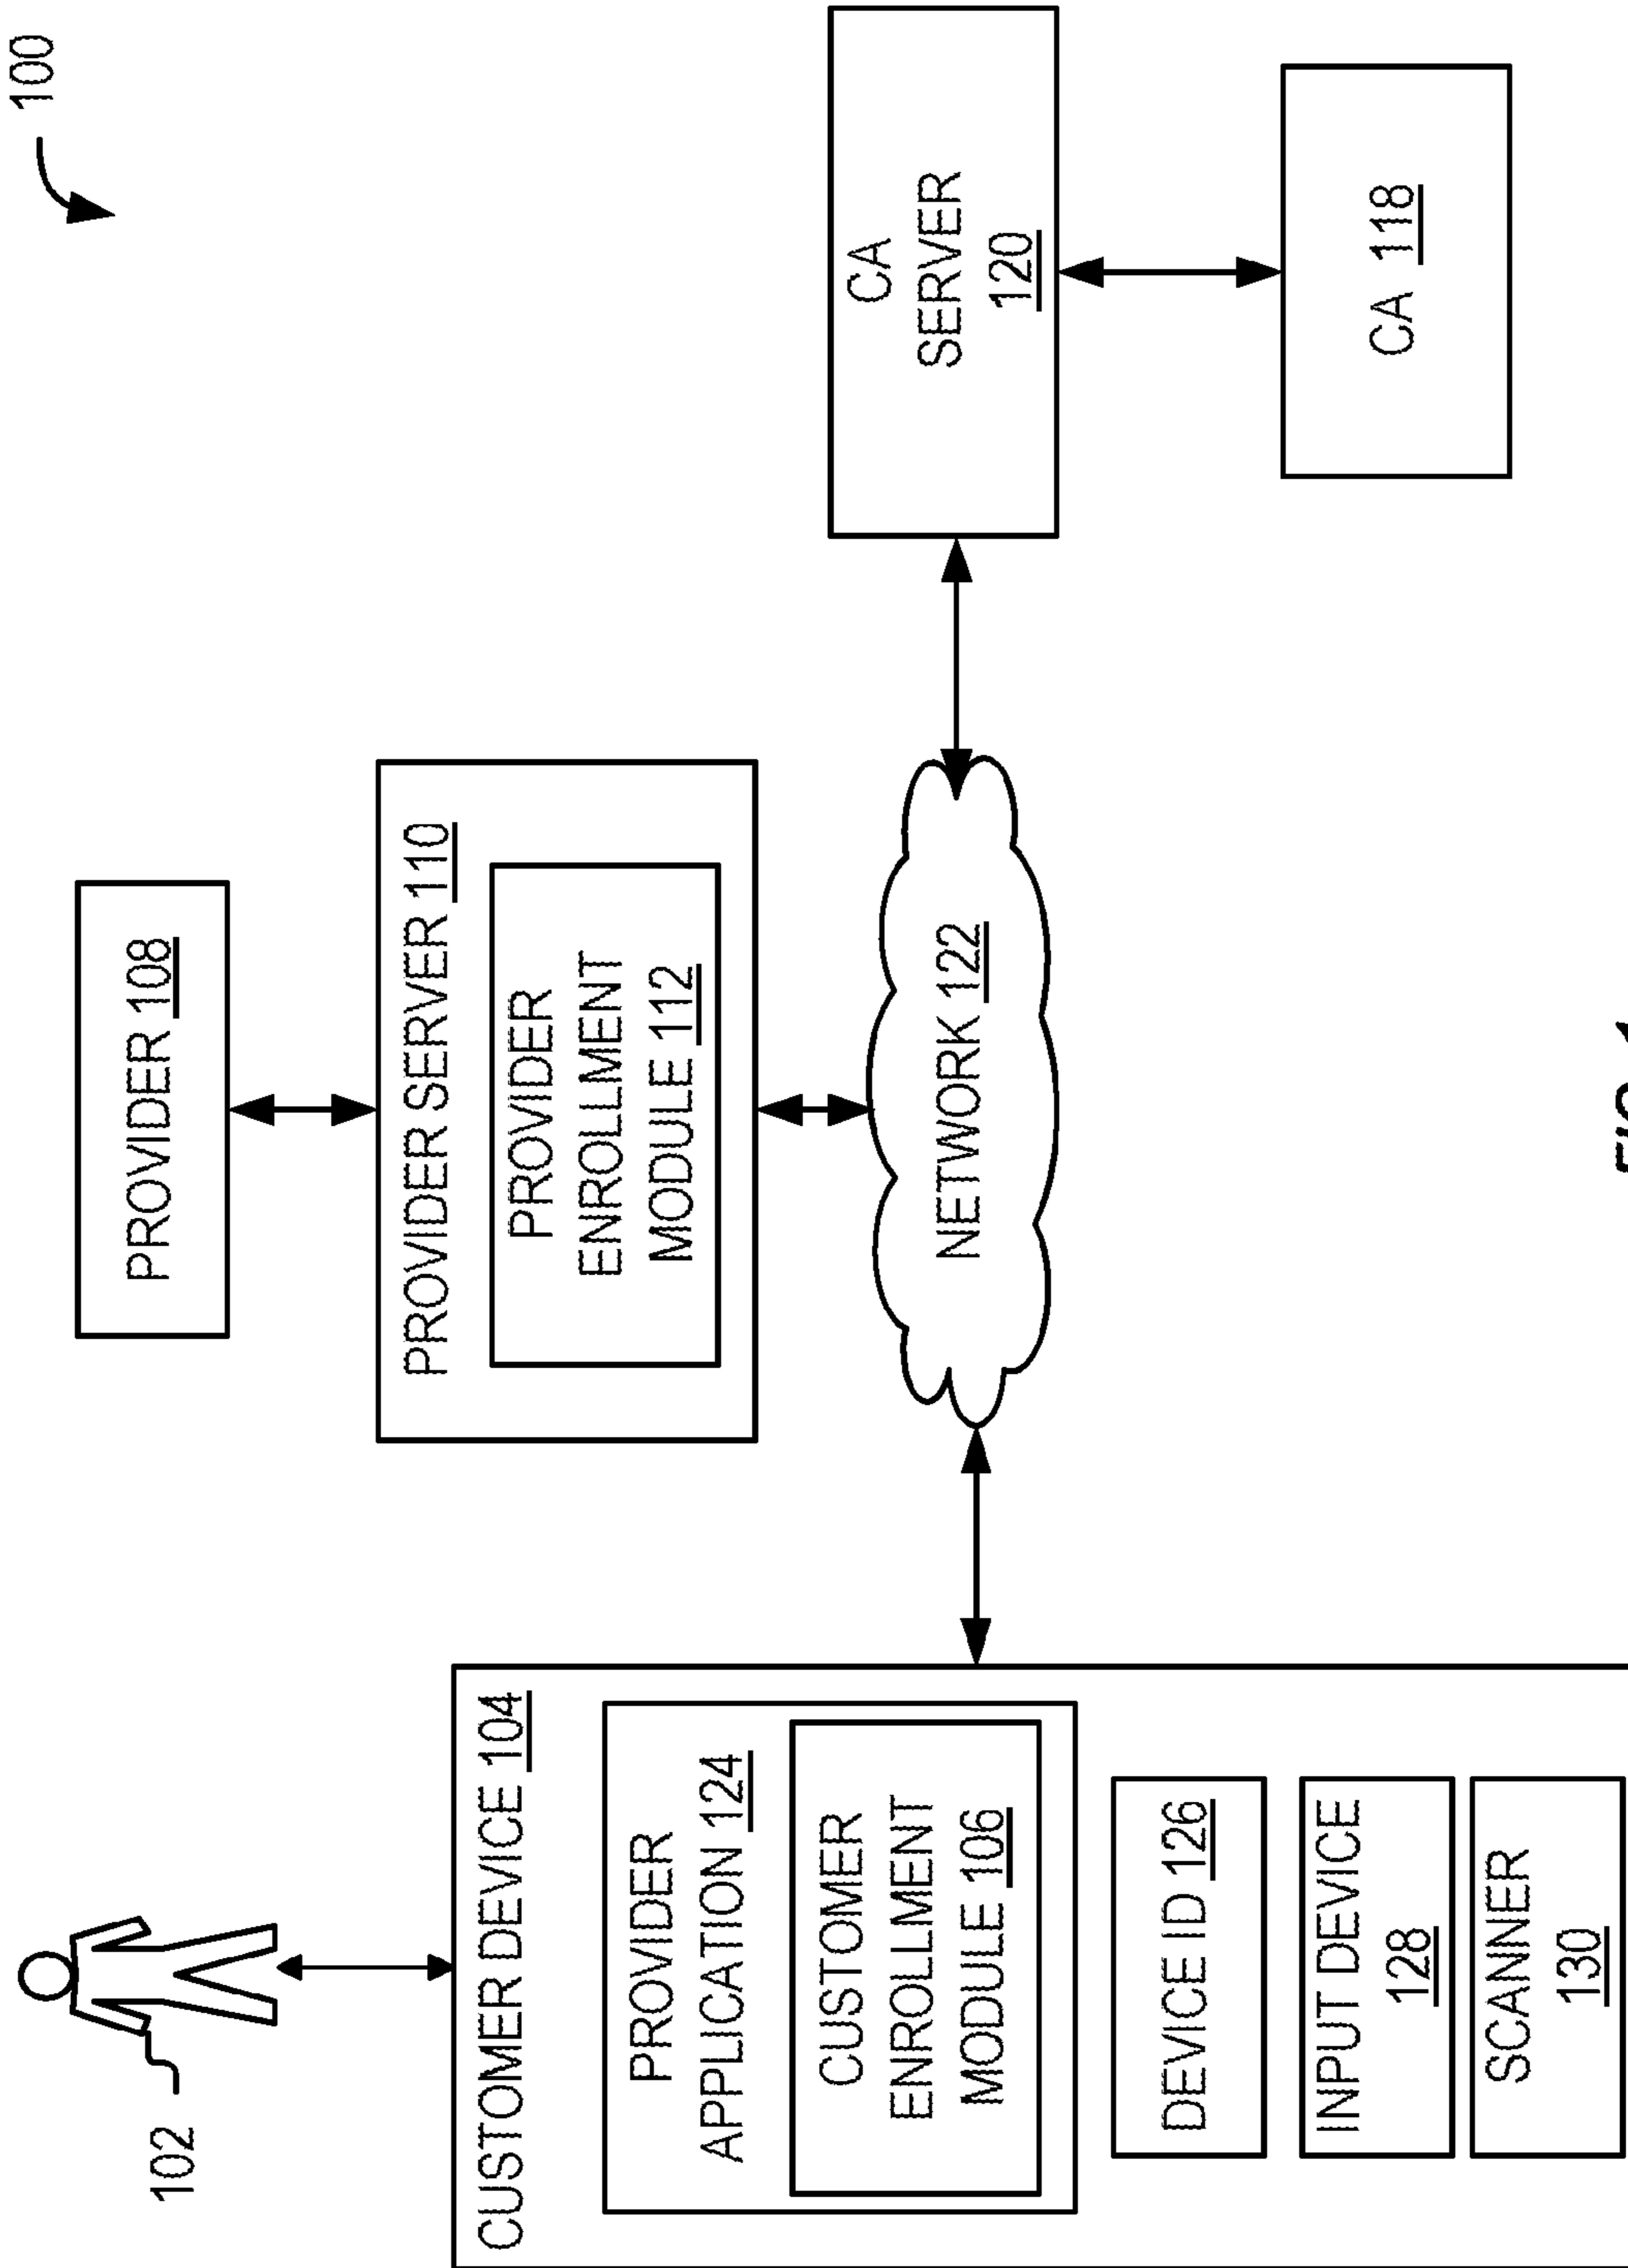 100
102
CUSTOMER DEVICE 104
PROVIDER
APPLICATION 124
CUSTOMER
ENROLLMENT
MODULE 106
DEVICE ID 126
INPUT DEVICE
128
SCANNER
130
PROVIDER 108
PROVIDER SERVER 110
PROVIDER
ENROLLMENT
MODULE 112
NETWORK 122
CA
SERVER
120
CA 118